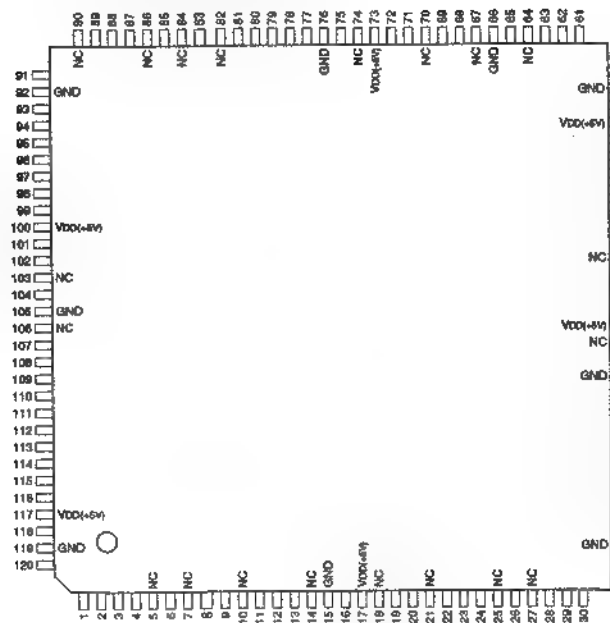 90 89 88 87 86 85 84 83 82 81 80 79 78 77 76 75 74 73 72 71 70 69 68 67 66 65 64 63 62 61
NC NC NC NC GND NC VDD(+5V) NC NC GND NC
91
92 GND GND
93
94 VDD(+5V)
95
96
97
98
99
100 VDD(+5V)
101
102 NC
103 NC
104
105 GND
106 NC VDD(+5V)
107 NC
108
109 GND
110
111
112
113
114
115
116
117 VDD(+5V)
118
119 GND GND
120
NC NC NC NC GND VDD(+5V) NC NC NC NC
1 2 3 4 5 6 7 8 9 10 11 12 13 14 15 16 17 18 19 20 21 22 23 24 25 26 27 28 29 30